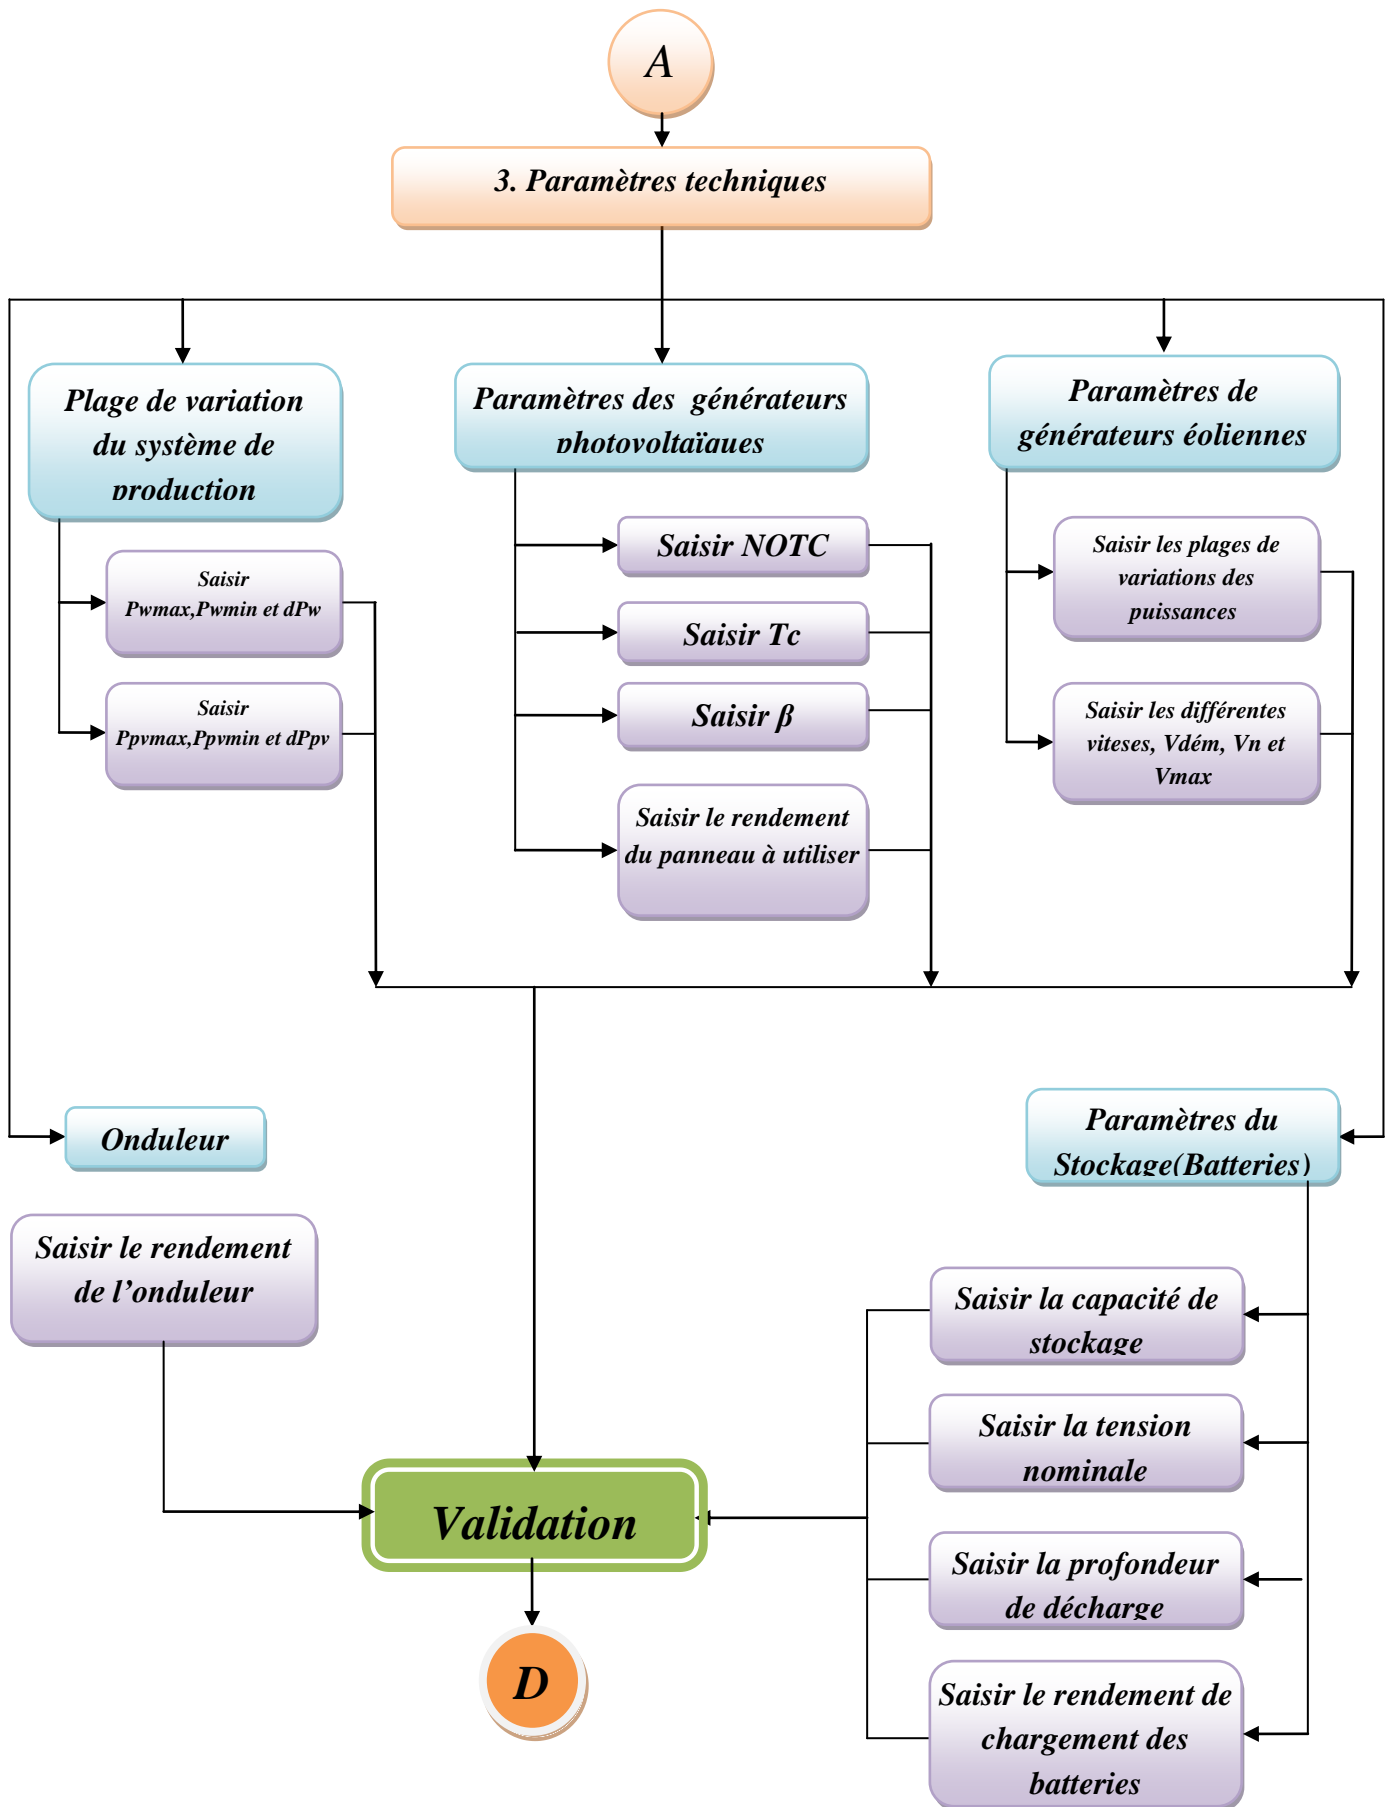 A
3. Paramètres techniques
Plage de variation
du système de
production
Paramètres des générateurs
photovoltaïques
Paramètres de
générateurs éoliennes
Saisir
Pwmax,Pwmin et dPw
Saisir
Ppvmax,Ppvmin et dPpv
Saisir NOTC
Saisir Tc
Saisir β
Saisir le rendement
du panneau à utiliser
Saisir les plages de
variations des
puissances
Saisir les différentes
viteses, Vdém, Vn et
Vmax
Onduleur
Saisir le rendement
de l’onduleur
Paramètres du
Stockage(Batteries)
Saisir la capacité de
stockage
Saisir la tension
nominale
Saisir la profondeur
de décharge
Saisir le rendement de
chargement des
batteries
Validation
D